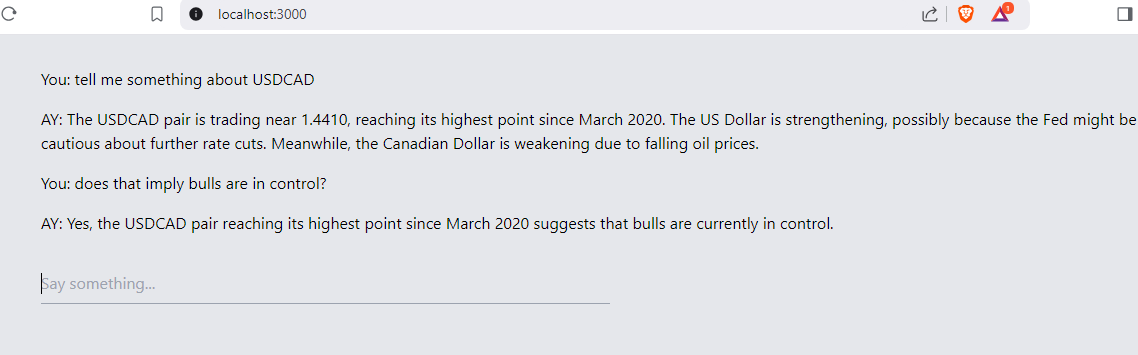 localhost:3000
1
You: tell me something about USDCAD
AY: The USDCAD pair is trading near 1.4410, reaching its highest point since March 2020. The US Dollar is strengthening, possibly because the Fed might be
cautious about further rate cuts. Meanwhile, the Canadian Dollar is weakening due to falling oil prices.
You: does that imply bulls are in control?
AY: Yes, the USDCAD pair reaching its highest point since March 2020 suggests that bulls are currently in control.
Say something...